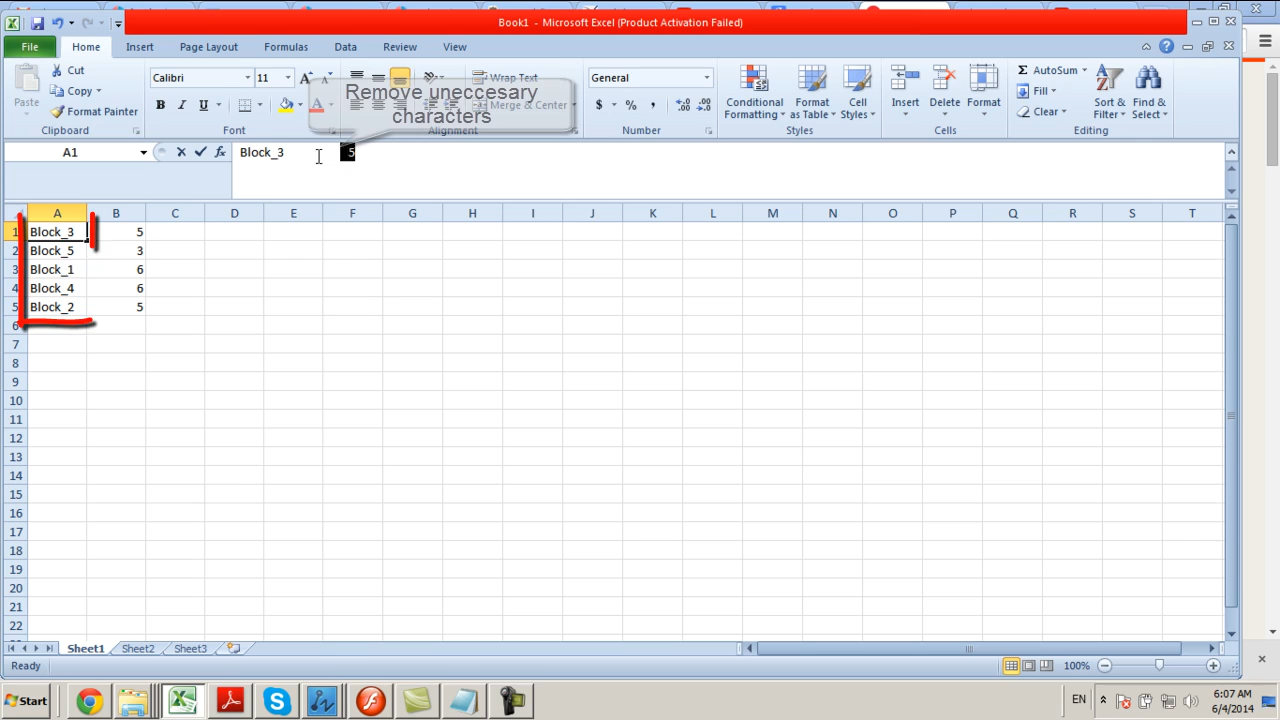 Book1 - Microsoft Excel (Product Activation Failed)
File Home Insert Page Layout Formulas Data Review View
Cut
Copy
Format Painter
Paste
Clipboard
Calibri 11
B I U
Font
Wrap Text
Merge & Center
Alignment
Remove uneccesary
characters
General
$ % ,
Number
Conditional
Formatting
Format
as Table
Cell
Styles
Styles
Insert
Delete
Format
Cells
AutoSum
Fill
Clear
Sort &
Filter
Find &
Select
Editing
A1 fx Block_3 5
A B C D E F G H J K L M N O P Q R S T
1 Block_3 5
2 Block_5 3
3 Block_1 6
4 Block_4 6
5 Block_2 5
6
7
8
9
10
11
12
13
14
15
16
17
18
19
20
21
22
Sheet1 Sheet2 Sheet3
Ready 100%
Start EN 6:07 AM
6/4/2014